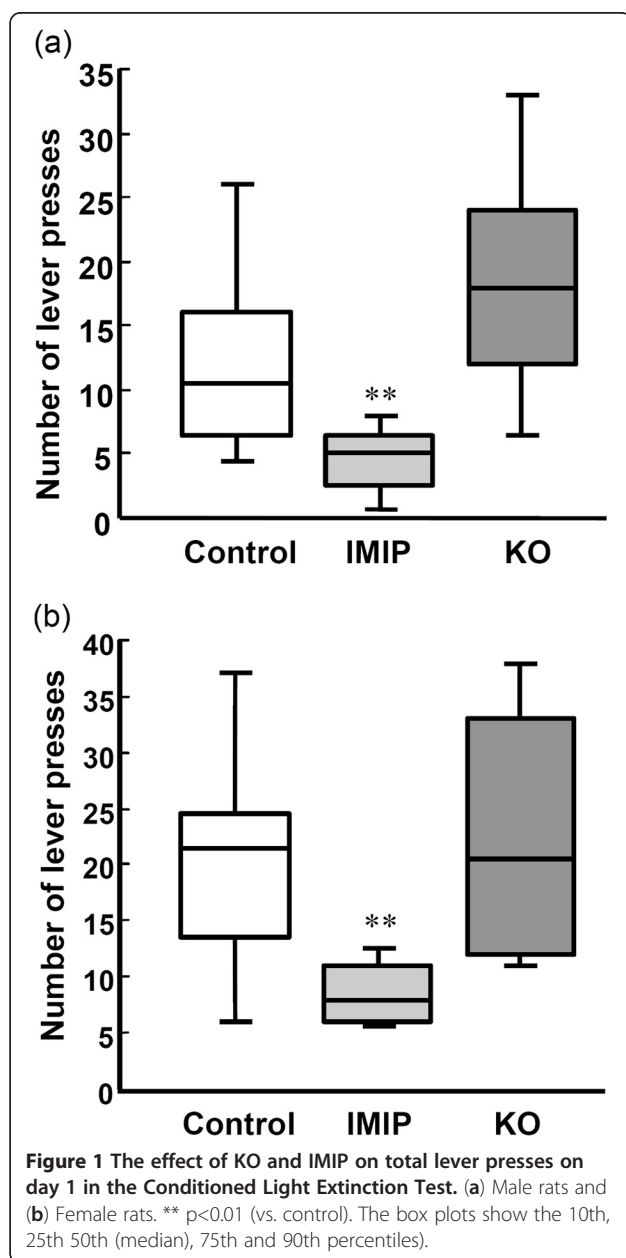 (a)
35
30
25
20
15
10
5
0
Number of lever presses
**
Control IMIP KO
(b)
40
35
30
25
20
15
10
5
0
Number of lever presses
**
Control IMIP KO
Figure 1 The effect of KO and IMIP on total lever presses on
day 1 in the Conditioned Light Extinction Test. (a) Male rats and
(b) Female rats. ** p<0.01 (vs. control). The box plots show the 10th,
25th 50th (median), 75th and 90th percentiles).